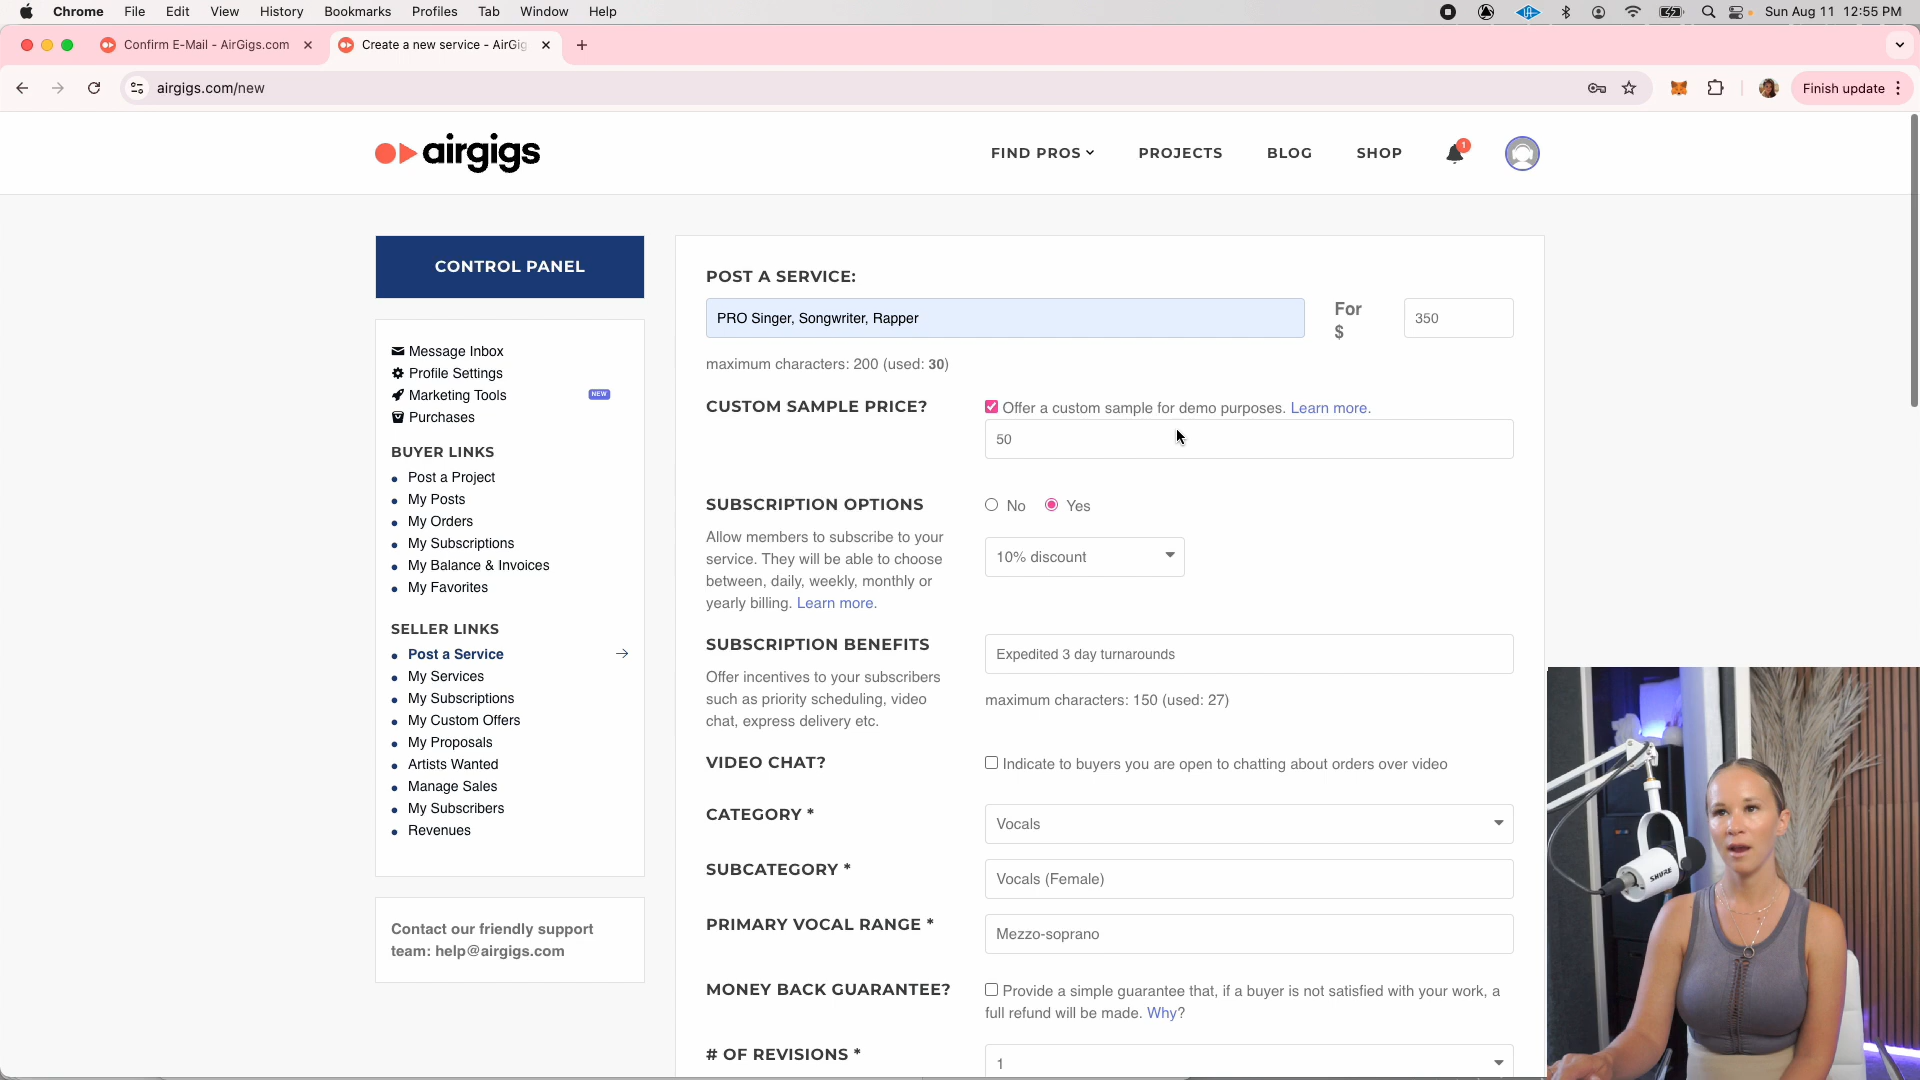 Chrome File Edit View History Bookmarks Profiles Tab Window Help Sun Aug 11 12:55 PM
Confirm E-Mail - AirGigs.com Create a new service - AirGig
airgigs.com/new Finish update
airgigs FIND PROS PROJECTS BLOG SHOP 1
CONTROL PANEL
Message Inbox
Profile Settings
Marketing Tools NEW
Purchases
BUYER LINKS
Post a Project
My Posts
My Orders
My Subscriptions
My Balance & Invoices
My Favorites
SELLER LINKS
Post a Service
My Services
My Subscriptions
My Custom Offers
My Proposals
Artists Wanted
Manage Sales
My Subscribers
Revenues
Contact our friendly support
team: help@airgigs.com
POST A SERVICE:
PRO Singer, Songwriter, Rapper For $ 350
maximum characters: 200 (used: 30)
CUSTOM SAMPLE PRICE? Offer a custom sample for demo purposes. Learn more.
50
SUBSCRIPTION OPTIONS No Yes
Allow members to subscribe to your
service. They will be able to choose
between, daily, weekly, monthly or
yearly billing. Learn more.
10% discount
SUBSCRIPTION BENEFITS Expedited 3 day turnarounds
Offer incentives to your subscribers
such as priority scheduling, video
chat, express delivery etc.
maximum characters: 150 (used: 27)
VIDEO CHAT? Indicate to buyers you are open to chatting about orders over video
CATEGORY * Vocals
SUBCATEGORY * Vocals (Female)
PRIMARY VOCAL RANGE * Mezzo-soprano
MONEY BACK GUARANTEE? Provide a simple guarantee that, if a buyer is not satisfied with your work, a
full refund will be made. Why?
# OF REVISIONS * 1
SHURE